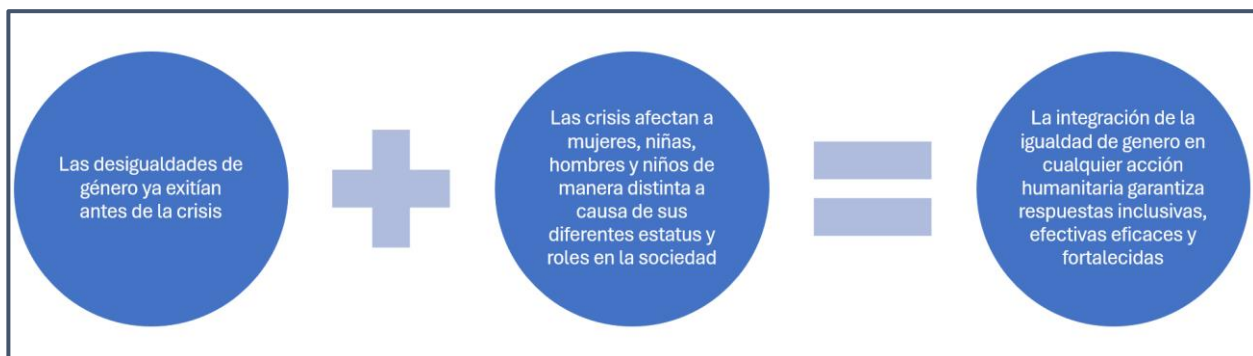 Las desigualdades de
género ya exitían
antes de la crisis
Las crisis afectan a
mujeres, niñas,
hombres y niños de
manera distinta a
causa de sus
diferentes estatus y
roles en la sociedad
La integración de la
igualdad de genero en
cualquier acción
humanitaria garantiza
respuestas inclusivas,
efectivas eficaces y
fortalecidas